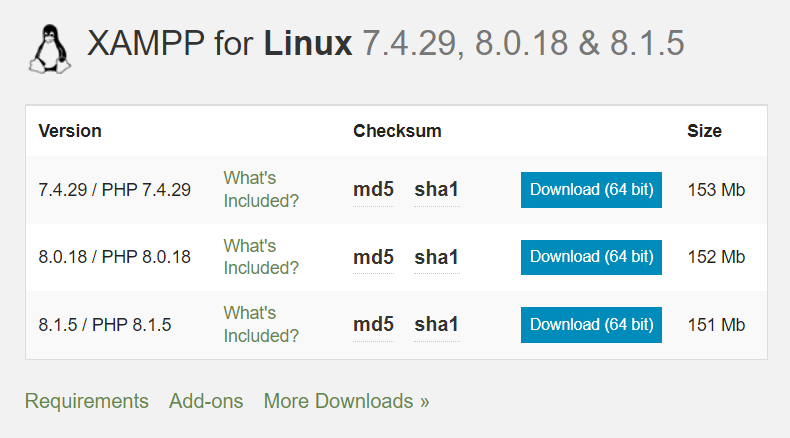 XAMPP for Linux 7.4.29, 8.0.18 & 8.1.5
Version Checksum Size
7.4.29 / PHP 7.4.29 What's Included? md5 sha1 Download (64 bit) 153 Mb
8.0.18 / PHP 8.0.18 What's Included? md5 sha1 Download (64 bit) 152 Mb
8.1.5 / PHP 8.1.5 What's Included? md5 sha1 Download (64 bit) 151 Mb
Requirements Add-ons More Downloads »